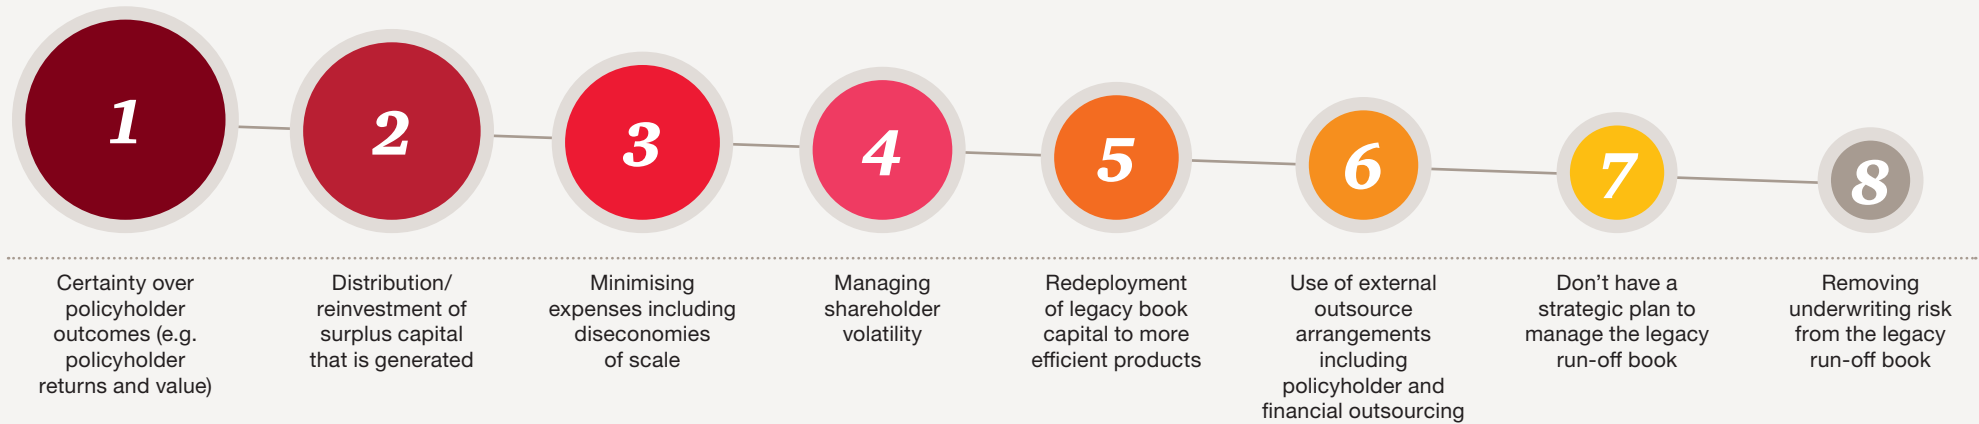 1
2
3
4
5
6
7
8
Certainty over
policyholder
outcomes (e.g.
policyholder
returns and value)
Distribution/
reinvestment of
surplus capital
that is generated
Minimising
expenses including
diseconomies
of scale
Managing
shareholder
volatility
Redeployment
of legacy book
capital to more
efficient products
Use of external
outsource
arrangements
including
policyholder and
financial outsourcing
Don’t have a
strategic plan to
manage the legacy
run-off book
Removing
underwriting risk
from the legacy
run-off book